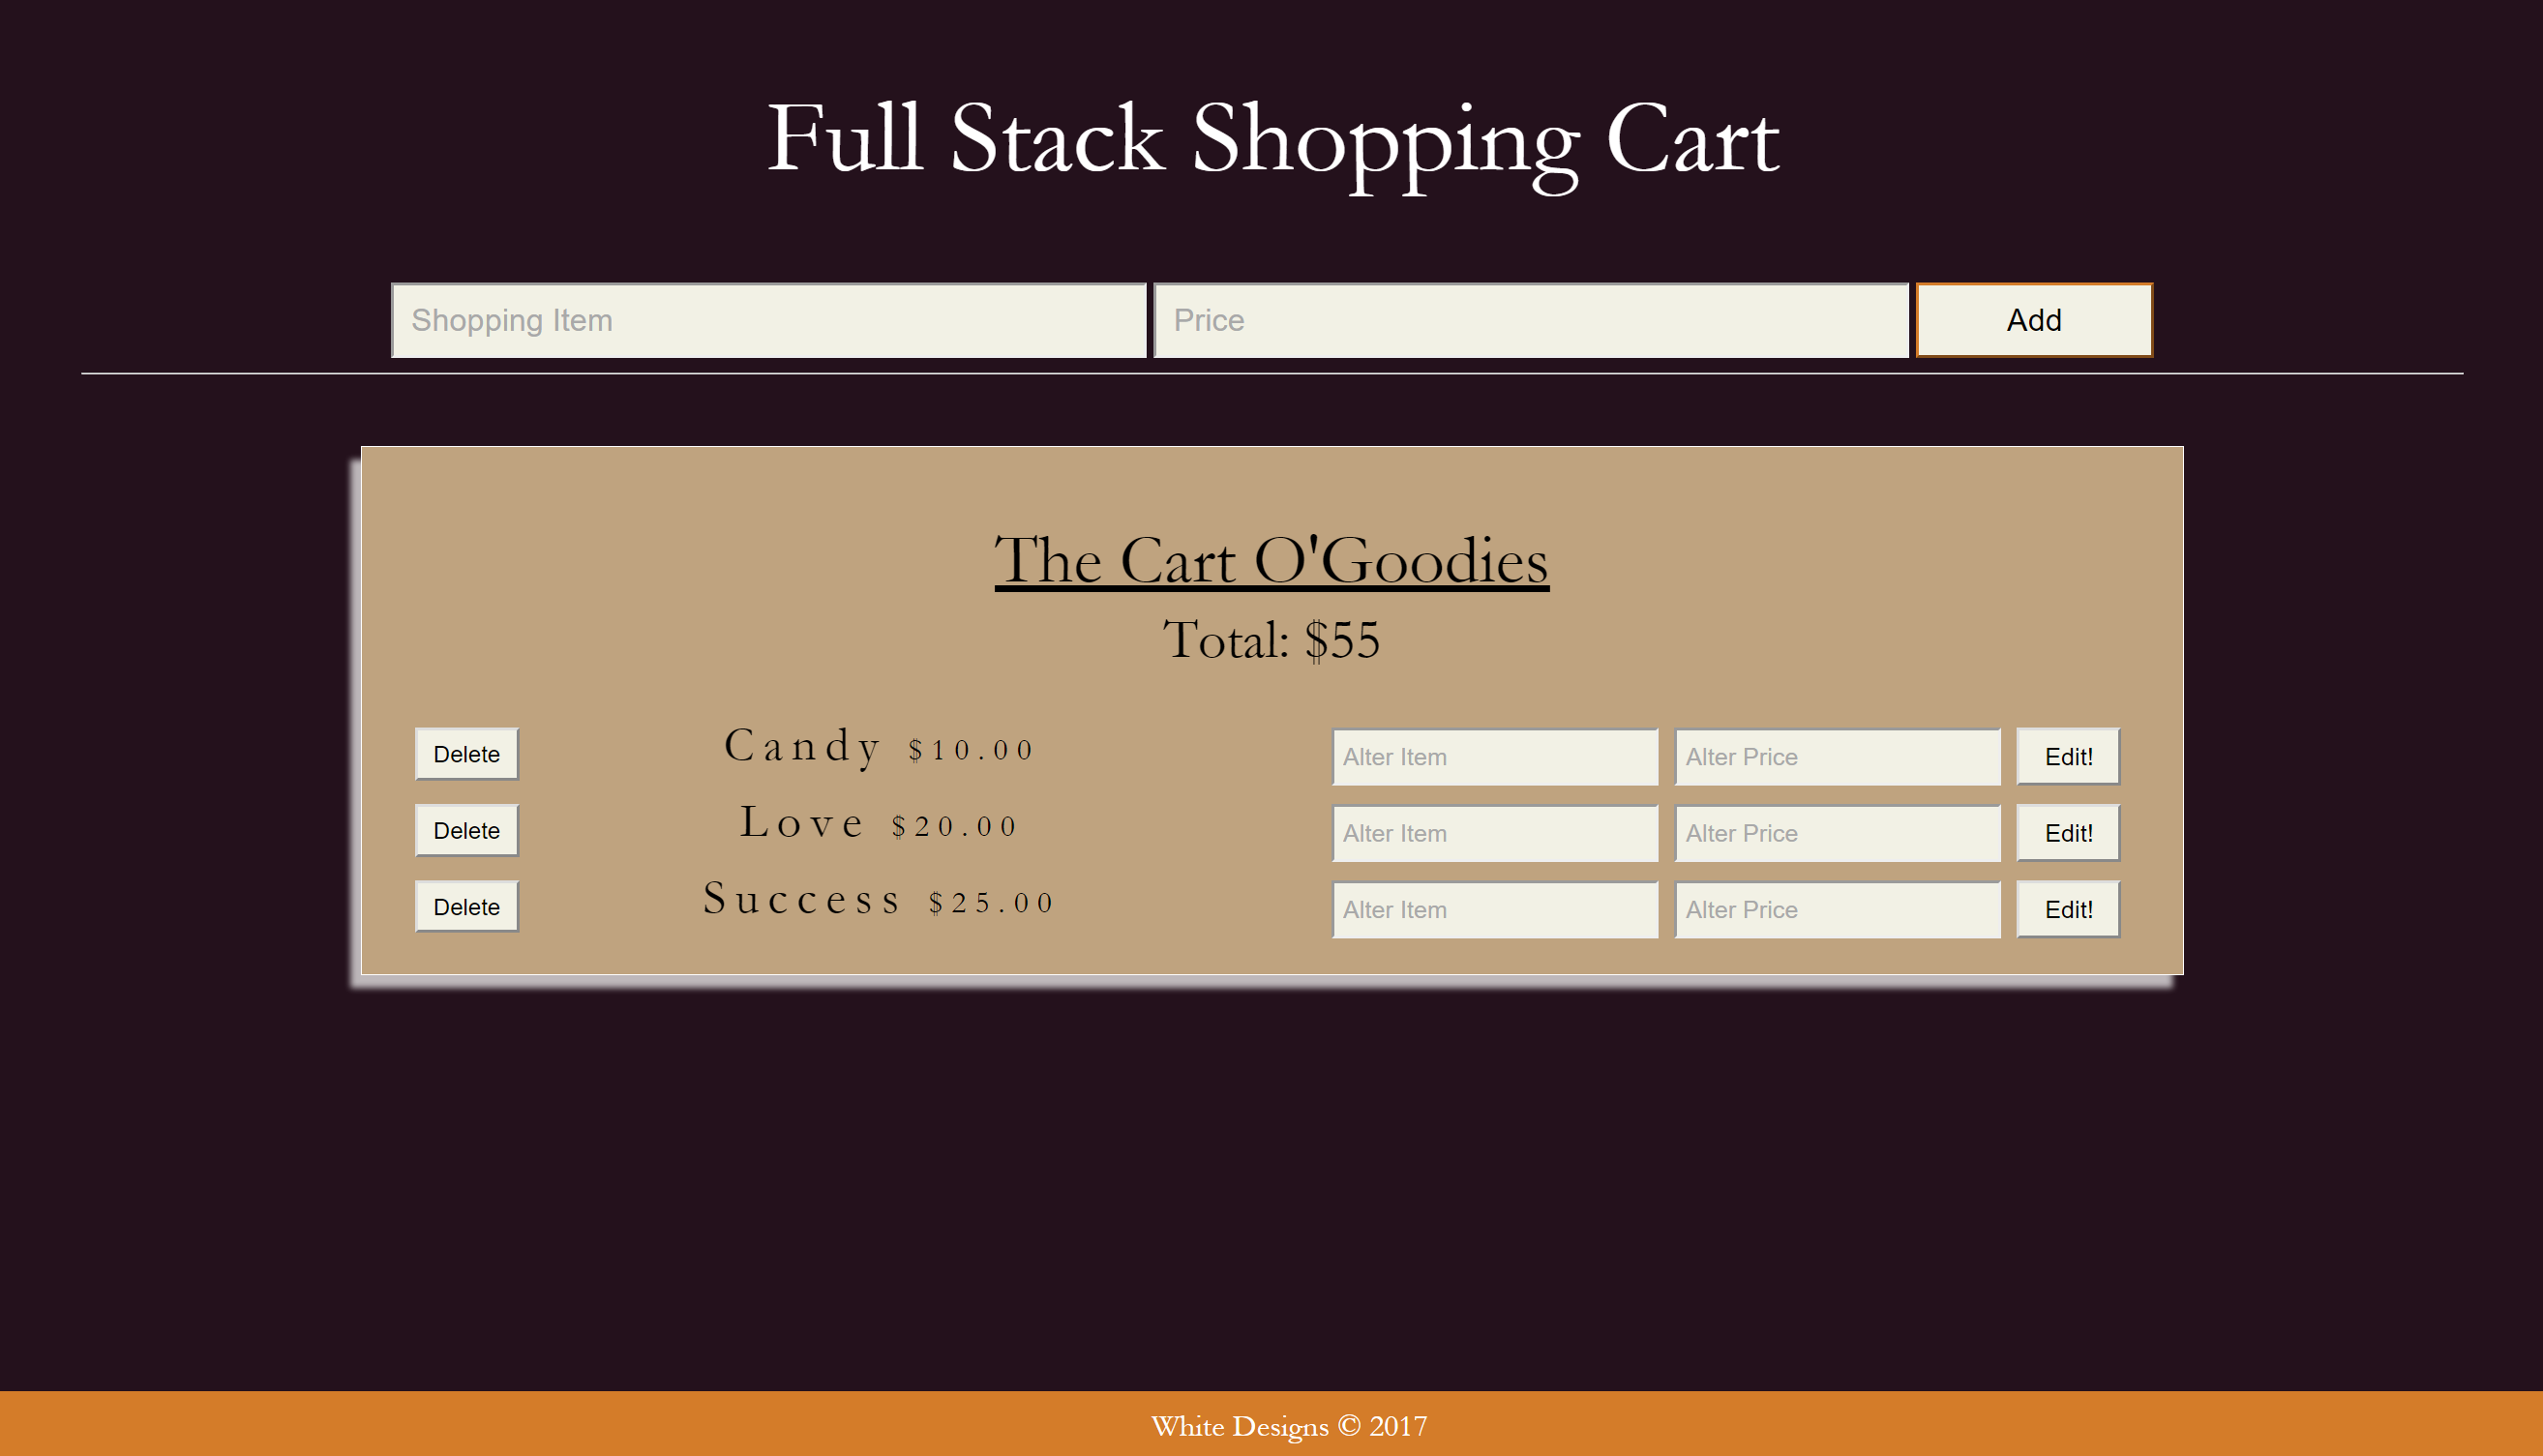 Full Stack Shopping Cart
Shopping Item Price Add
The Cart O'Goodies
Total: $55
Delete Candy $10.00 Alter Item Alter Price Edit!
Delete Love $20.00 Alter Item Alter Price Edit!
Delete Success $25.00 Alter Item Alter Price Edit!
White Designs © 2017